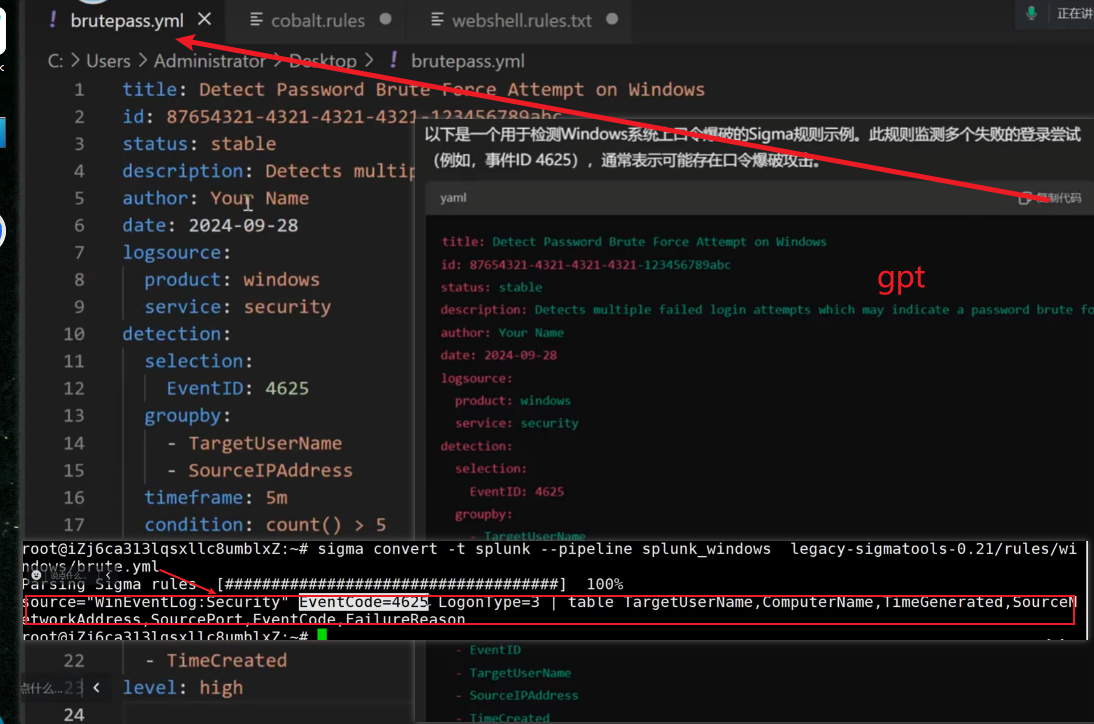 ! brutepass.yml
cobalt.rules
webshell.rules.txt
正在讲
C: > Users > Administrator > Desktop > ! brutepass.yml
1 title: Detect Password Brute Force Attempt on Windows
2 id: 87654321-4321-4321-4321-123456789abc
3 status: stable
4 description: Detects multip
5 author: Your Name
6 date: 2024-09-28
7 logsource:
8 product: windows
9 service: security
10 detection:
11 selection:
12 EventID: 4625
13 groupby:
14 - TargetUserName
15 - SourceIPAddress
16 timeframe: 5m
17 condition: count() > 5
以下是一个用于检测Windows系统上口令爆破的Sigma规则示例。此规则监测多个失败的登录尝试
（例如，事件ID 4625），通常表示可能存在口令爆破攻击。
yaml
复制代码
title: Detect Password Brute Force Attempt on Windows
id: 87654321-4321-4321-4321-123456789abc
gpt
status: stable
description: Detects multiple failed login attempts which may indicate a password brute fo
author: Your Name
date: 2024-09-28
logsource:
product: windows
service: security
detection:
selection:
EventID: 4625
groupby:
- TargetUserName
root@iZj6ca313lqsxllc8umblxZ:~# sigma convert -t splunk --pipeline splunk_windows legacy-sigmatools-0.21/rules/wi
ndows/brute.yml
Parsing Sigma rules [####################################] 100%
source="WinEventLog:Security" EventCode=4625 LogonType=3 | table TargetUserName,ComputerName,TimeGenerated,SourceN
etworkAddress,SourcePort,EventCode,FailureReason
root@iZj6ca313lqsxllc8umblxZ:~#
22 - TimeCreated
点什么... 23 level: high
24
- EventID
- TargetUserName
- SourceIPAddress
- TimeCreated